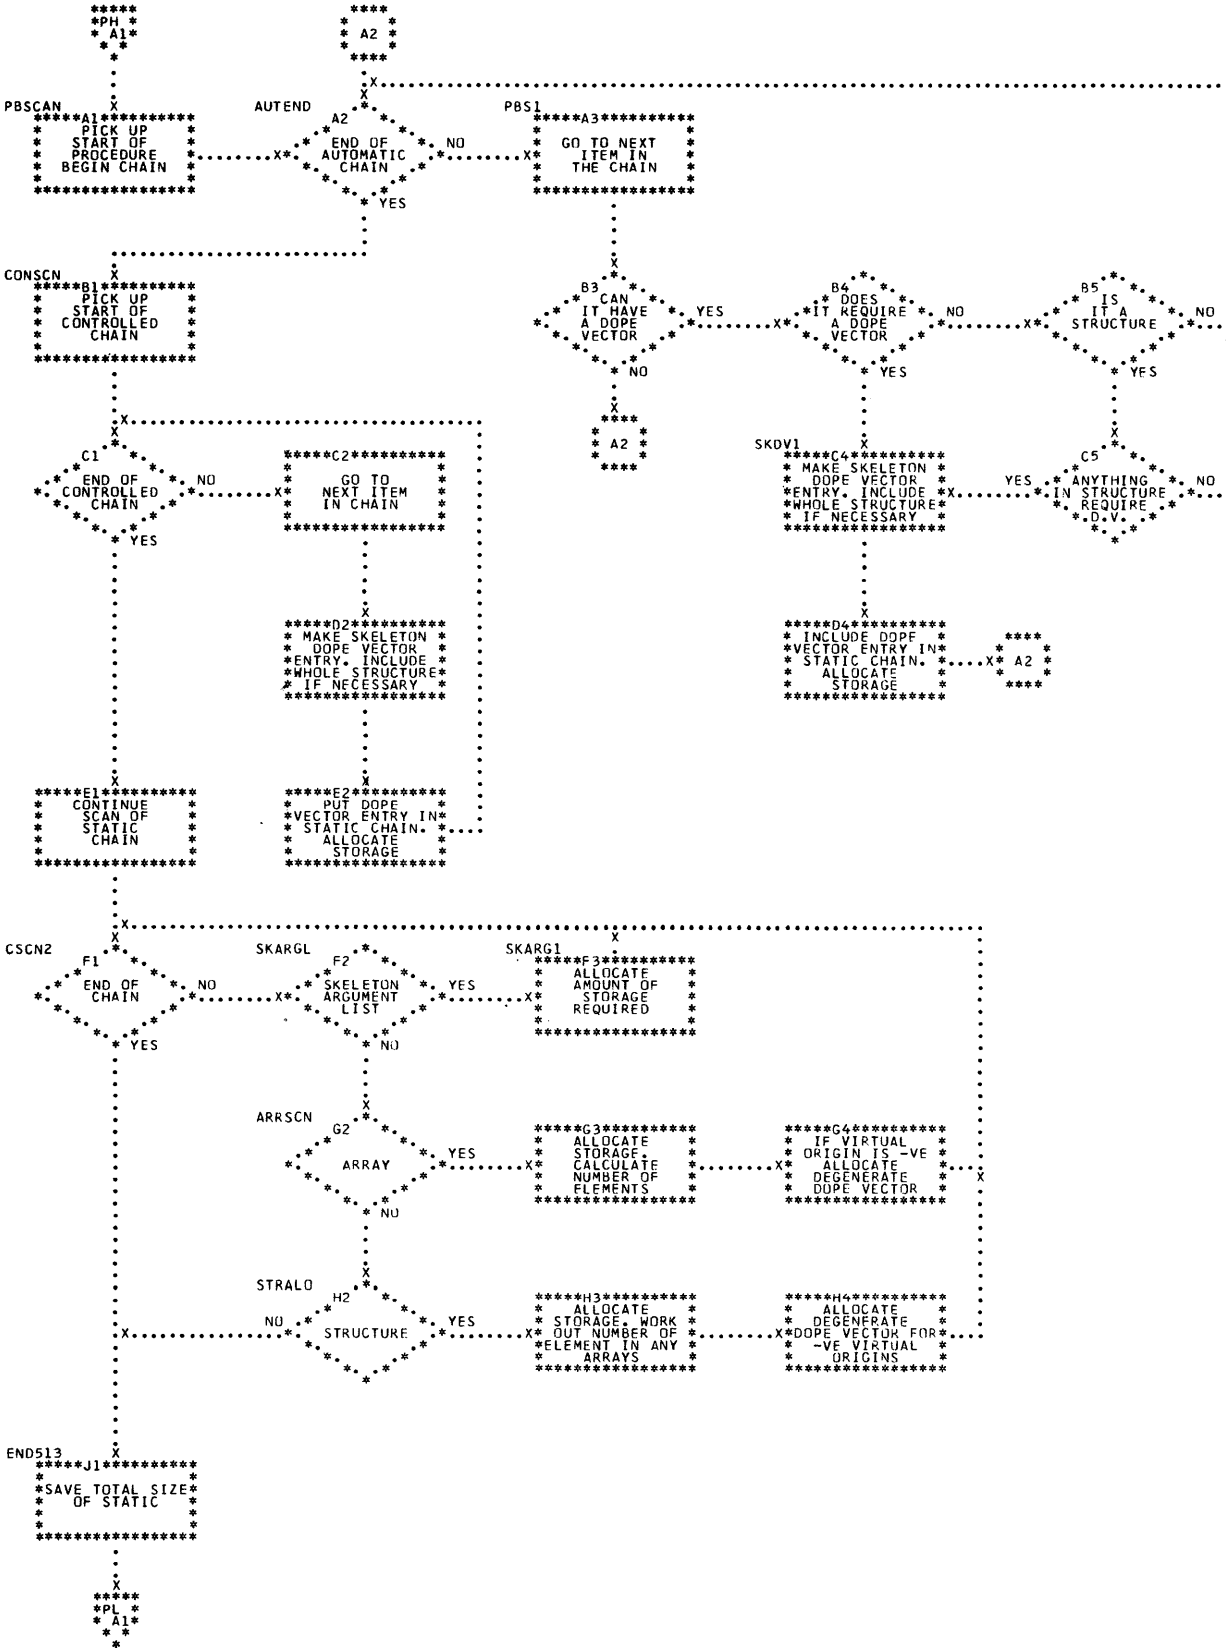 PH
A1
A2
PBSCAN
A1
PICK UP
START OF
PROCEDURE
BEGIN CHAIN
AUTEND
A2
END OF
AUTOMATIC
CHAIN
NO
YES
PBS1
A3
GO TO NEXT
ITEM IN
THE CHAIN
CONSCN
B1
PICK UP
START OF
CONTROLLED
CHAIN
B3
CAN
IT HAVE
A DOPE
VECTOR
YES
NO
B4
DOES
IT REQUIRE
A DOPE
VECTOR
NO
YES
B5
IS
IT A
STRUCTURE
NO
YES
A2
C1
END OF
CONTROLLED
CHAIN
NO
YES
C2
GO TO
NEXT ITEM
IN CHAIN
SKDV1
C4
MAKE SKELETON
DOPE VECTOR
ENTRY. INCLUDE
WHOLE STRUCTURE
IF NECESSARY
YES
C5
ANYTHING
IN STRUCTURE
REQUIRE
D.V.
NO
D2
MAKE SKELETON
DOPE VECTOR
ENTRY. INCLUDE
WHOLE STRUCTURE
IF NECESSARY
D4
INCLUDE DOPE
VECTOR ENTRY IN
STATIC CHAIN.
ALLOCATE
STORAGE
A2
E1
CONTINUE
SCAN OF
STATIC
CHAIN
E2
PUT DOPE
VECTOR ENTRY IN
STATIC CHAIN.
ALLOCATE
STORAGE
CSCN2
F1
END OF
CHAIN
NO
YES
SKARGL
F2
SKELETON
ARGUMENT
LIST
YES
NO
SKARG1
F3
ALLOCATE
AMOUNT OF
STORAGE
REQUIRED
ARRSCN
G2
ARRAY
YES
NO
G3
ALLOCATE
STORAGE.
CALCULATE
NUMBER OF
ELEMENTS
G4
IF VIRTUAL
ORIGIN IS -VE
ALLOCATE
DEGENERATE
DOPE VECTOR
STRALO
H2
STRUCTURE
NO
YES
H3
ALLOCATE
STORAGE. WORK
OUT NUMBER OF
ELEMENT IN ANY
ARRAYS
H4
ALLOCATE
DEGENERATE
DOPE VECTOR FOR
-VE VIRTUAL
ORIGINS
END513
J1
SAVE TOTAL SIZE
OF STATIC
PL
A1